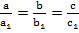 a/a₁ = b/b₁ = c/c₁